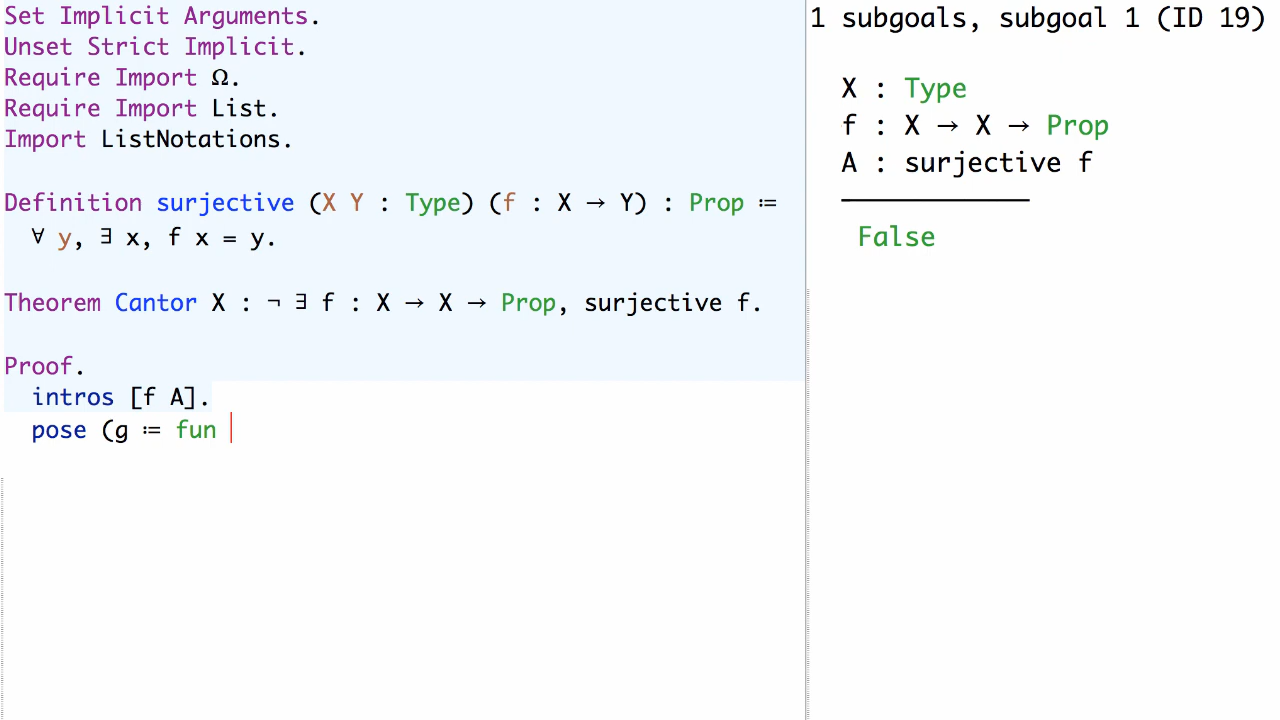 Set Implicit Arguments.
Unset Strict Implicit.
Require Import Ω.
Require Import List.
Import ListNotations.
Definition surjective (X Y : Type) (f : X → Y) : Prop ≔
∀ y, ∃ x, f x = y.
Theorem Cantor X : ¬ ∃ f : X → X → Prop, surjective f.
Proof.
intros [f A].
pose (g ≔ fun
1 subgoals, subgoal 1 (ID 19)
X : Type
f : X → X → Prop
A : surjective f
False